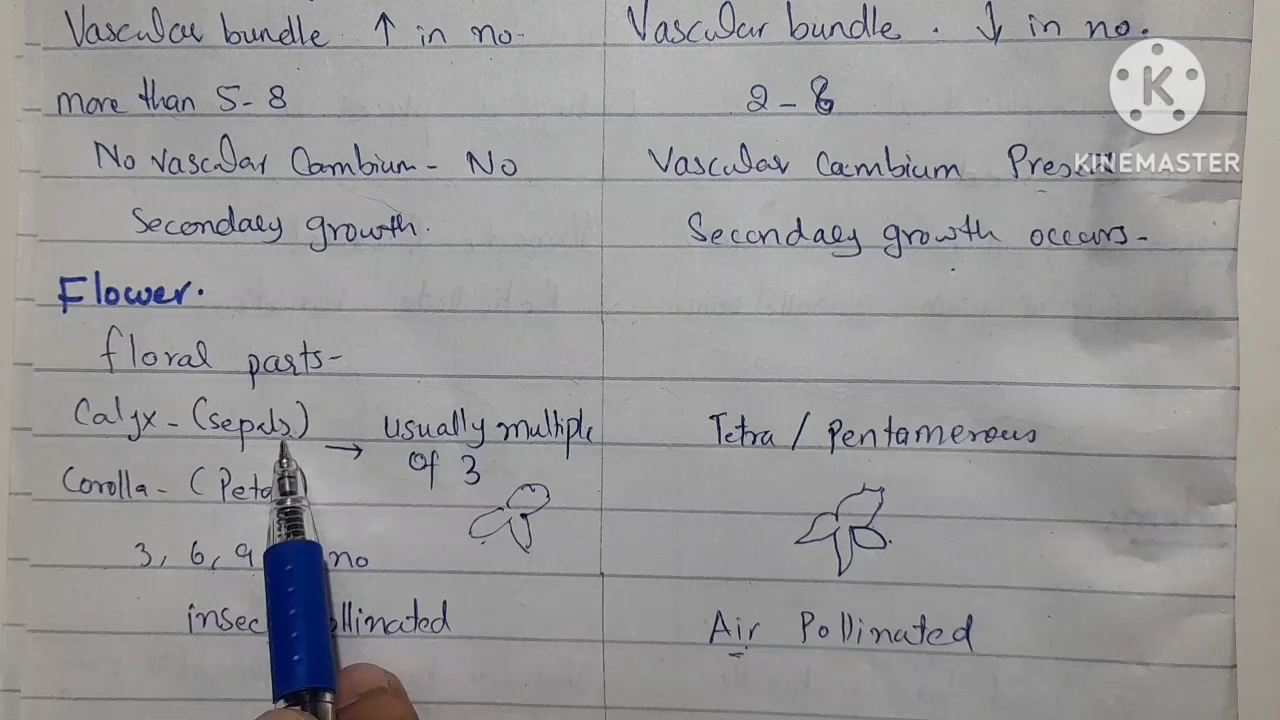 Vascular bundle ↑ in no.
Vascular bundle. ↓ in no.
more than 5-8
2-6
No vascular Cambium - No
Vascular Cambium
Secondary growth.
Secondary growth occurs-
Flower.
floral parts-
Calyx - (sepals) → usually multiple
of 3
Tetra / Pentamerous
Corolla - (
3, 6, 9 no
Air Pollinated
K
KINEMASTER